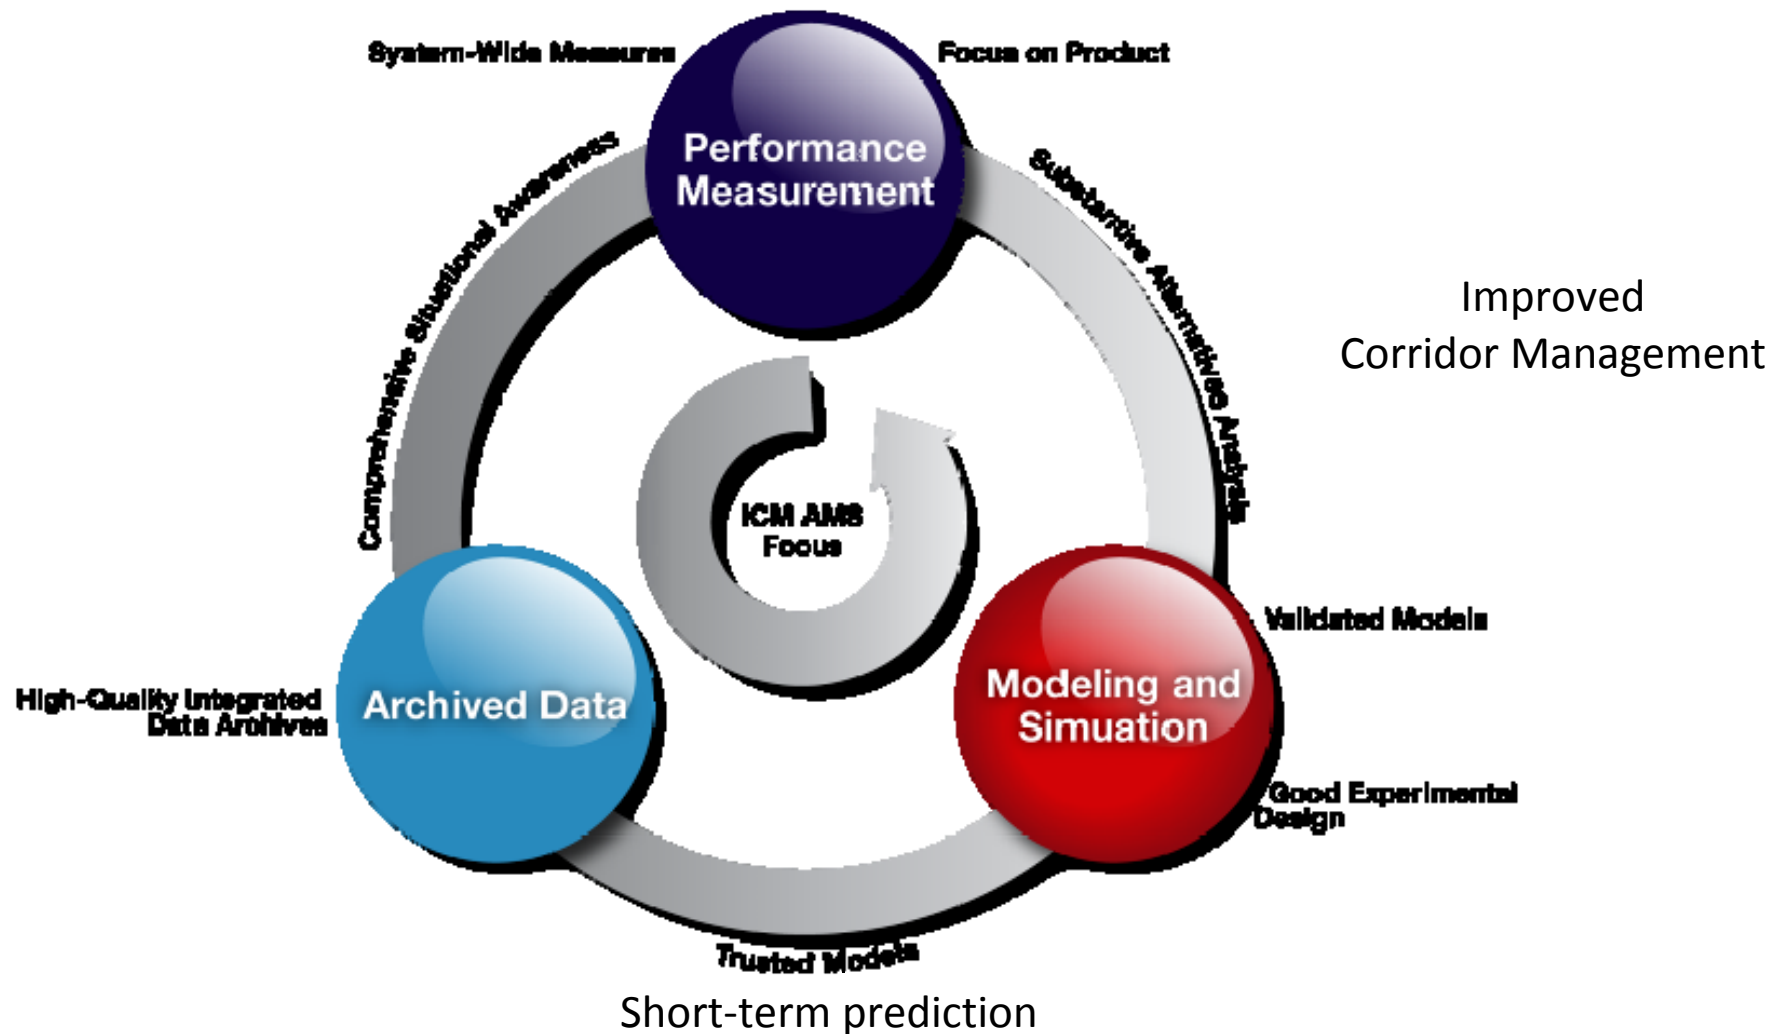 System-Wide Measures
Focus on Product
Performance
Measurement
Comprehensive Situational Awareness
Substantive Alternatives Analysis
Improved
Corridor Management
ICM AMS
Focus
Validated Models
High-Quality Integrated
Data Archives
Archived Data
Modeling and
Simuation
Good Experimental
Design
Trusted Models
Short-term prediction